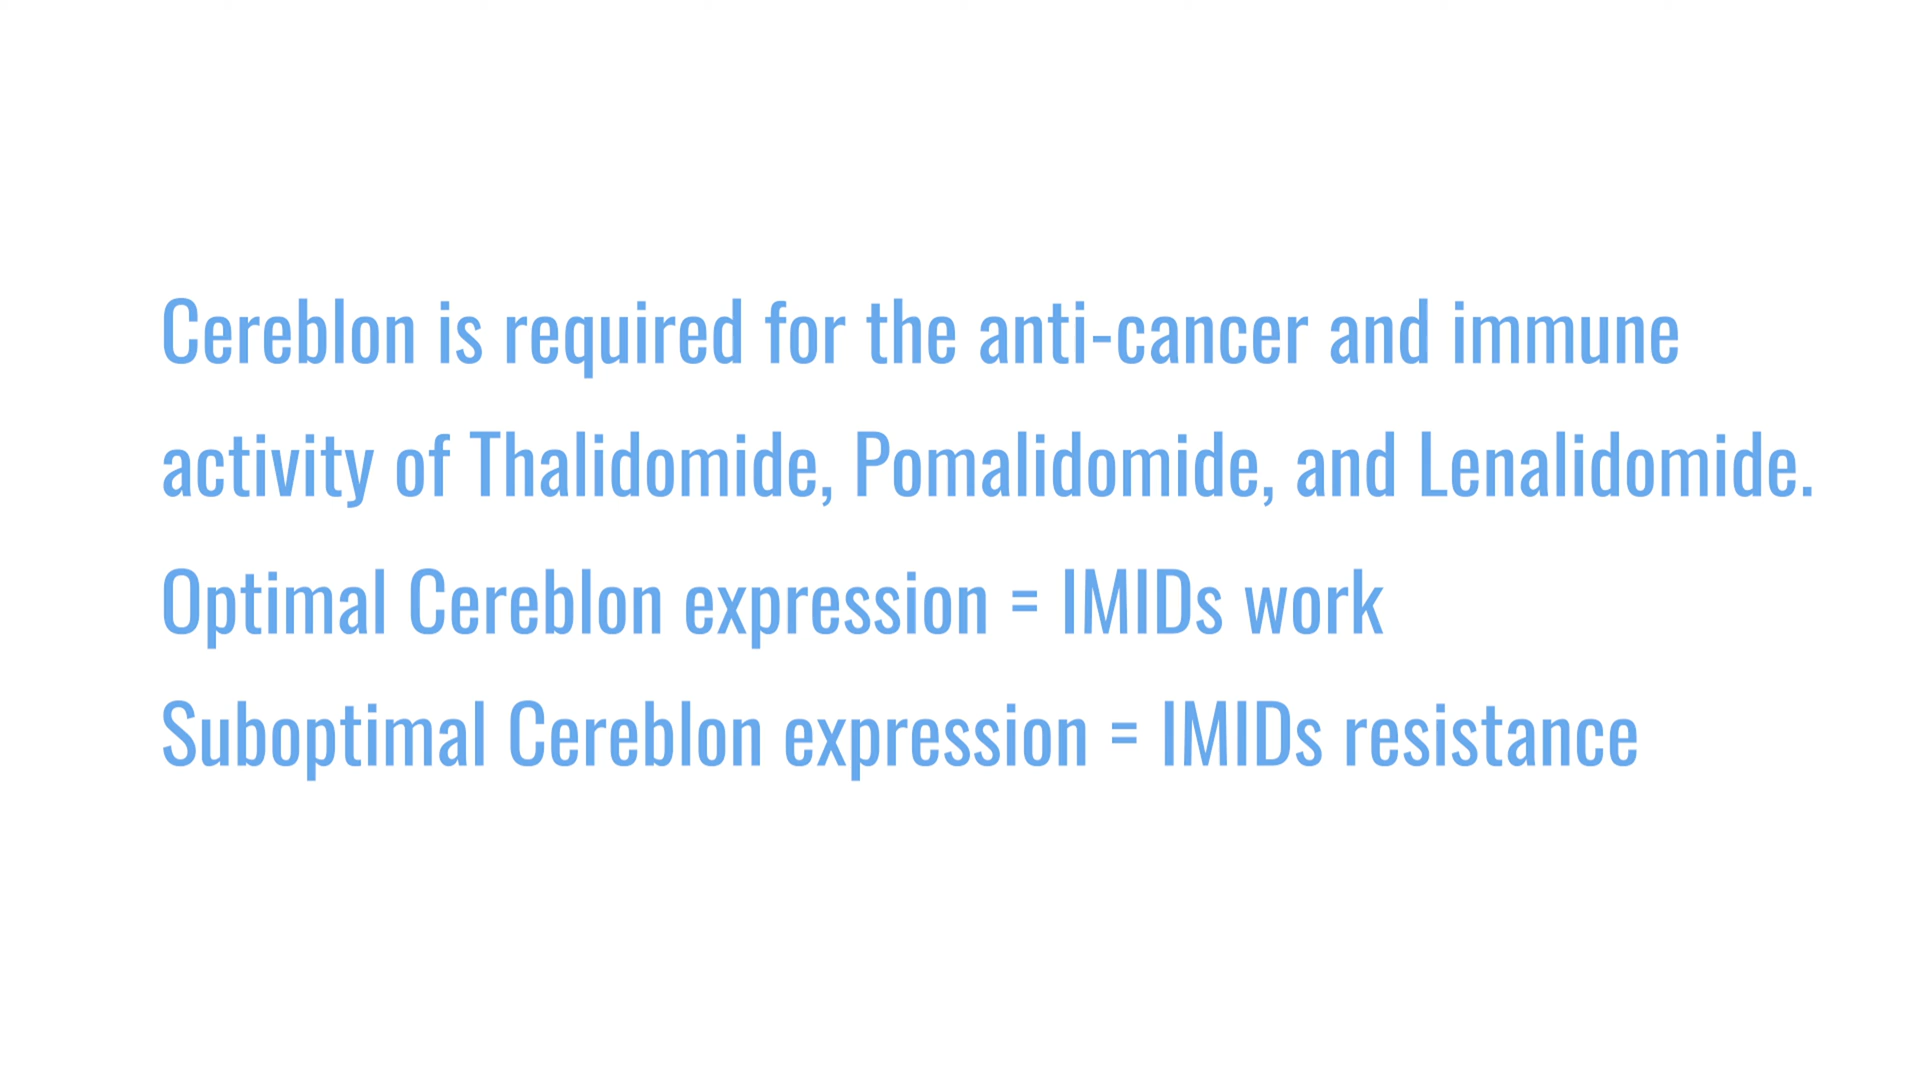 Cereblon is required for the anti-cancer and immune
activity of Thalidomide, Pomalidomide, and Lenalidomide.
Optimal Cereblon expression = IMIDs work
Suboptimal Cereblon expression = IMIDs resistance